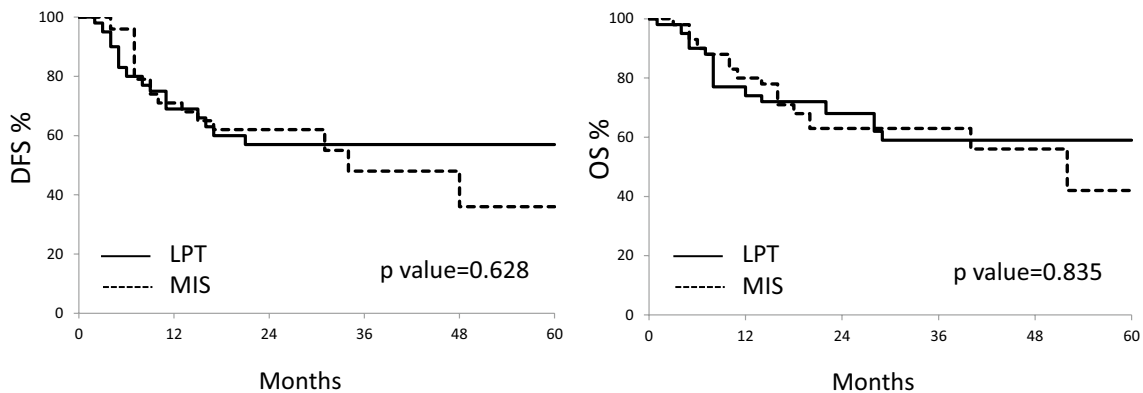 100
80
60
40
20
0
DFS %
LPT
MIS
p value=0.628
0 12 24 36 48 60
Months
100
80
60
40
20
0
OS %
LPT
MIS
p value=0.835
0 12 24 36 48 60
Months